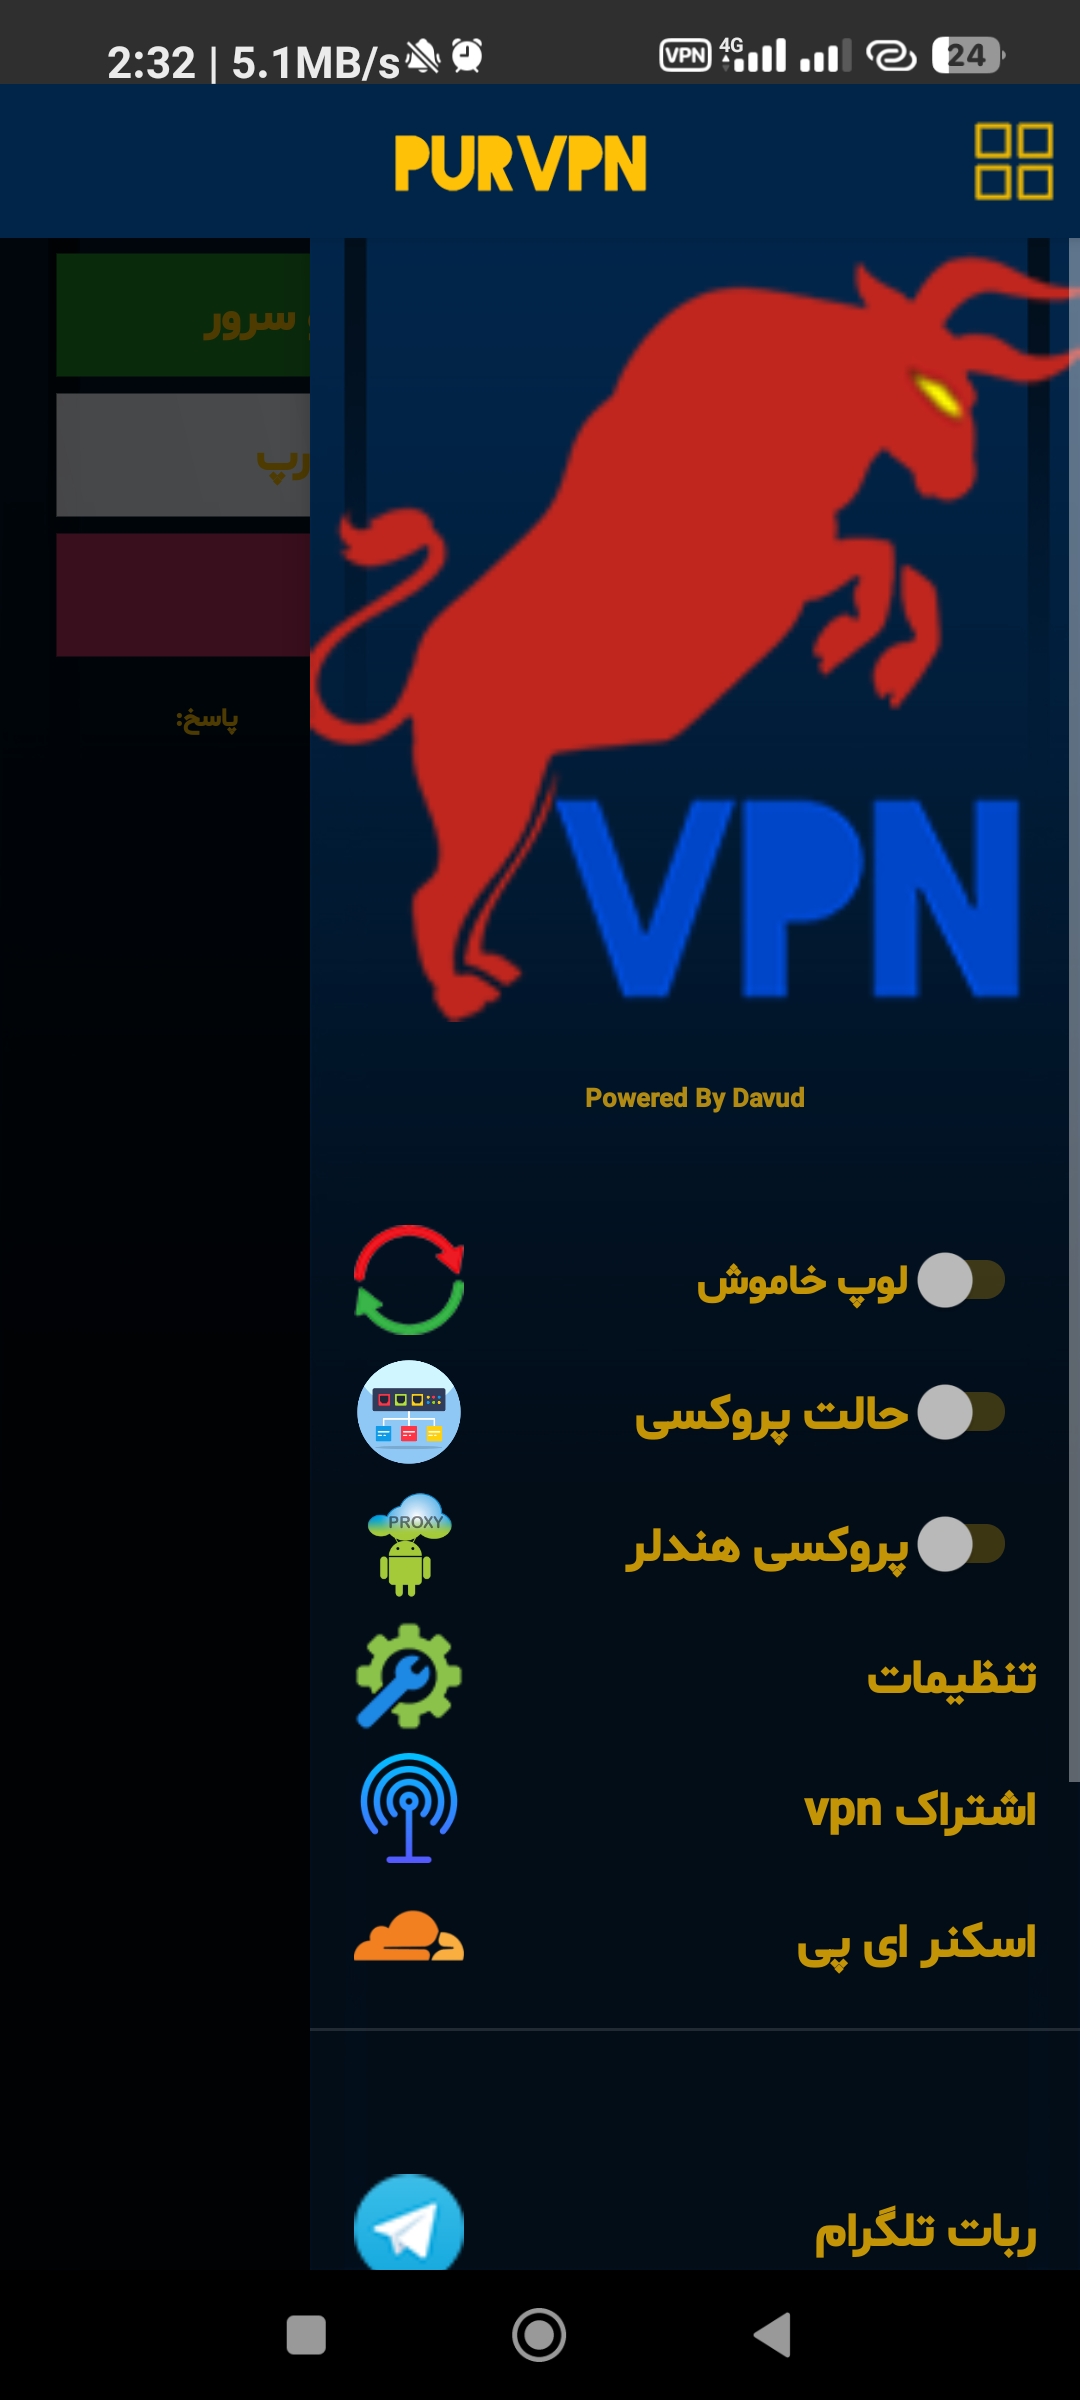 2:32 | 5.1MB/s
VPN
4G
24
PURVPN
سرور
پاسخ:
VPN
Powered By Davud
لوپ خاموش
حالت پروکسی
PROXY
پروکسی هندلر
تنظیمات
اشتراک vpn
اسکنر ای پی
ربات تلگرام